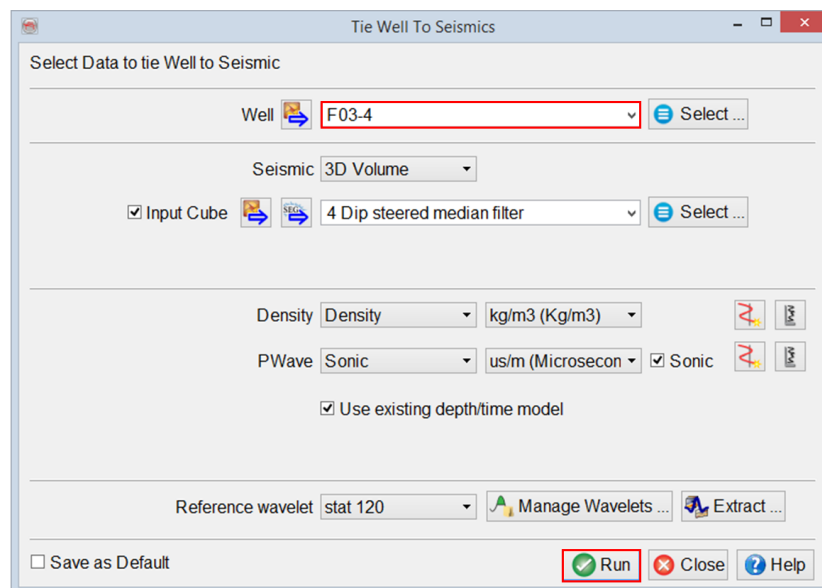 Tie Well To Seismics
Select Data to tie Well to Seismic
Well F03-4 Select ...
Seismic 3D Volume
Input Cube SEG 4 Dip steered median filter Select ...
Density Density kg/m3 (Kg/m3)
PWave Sonic us/m (Microsecon Sonic
Use existing depth/time model
Reference wavelet stat 120 Manage Wavelets ... Extract ...
Save as Default Run Close Help